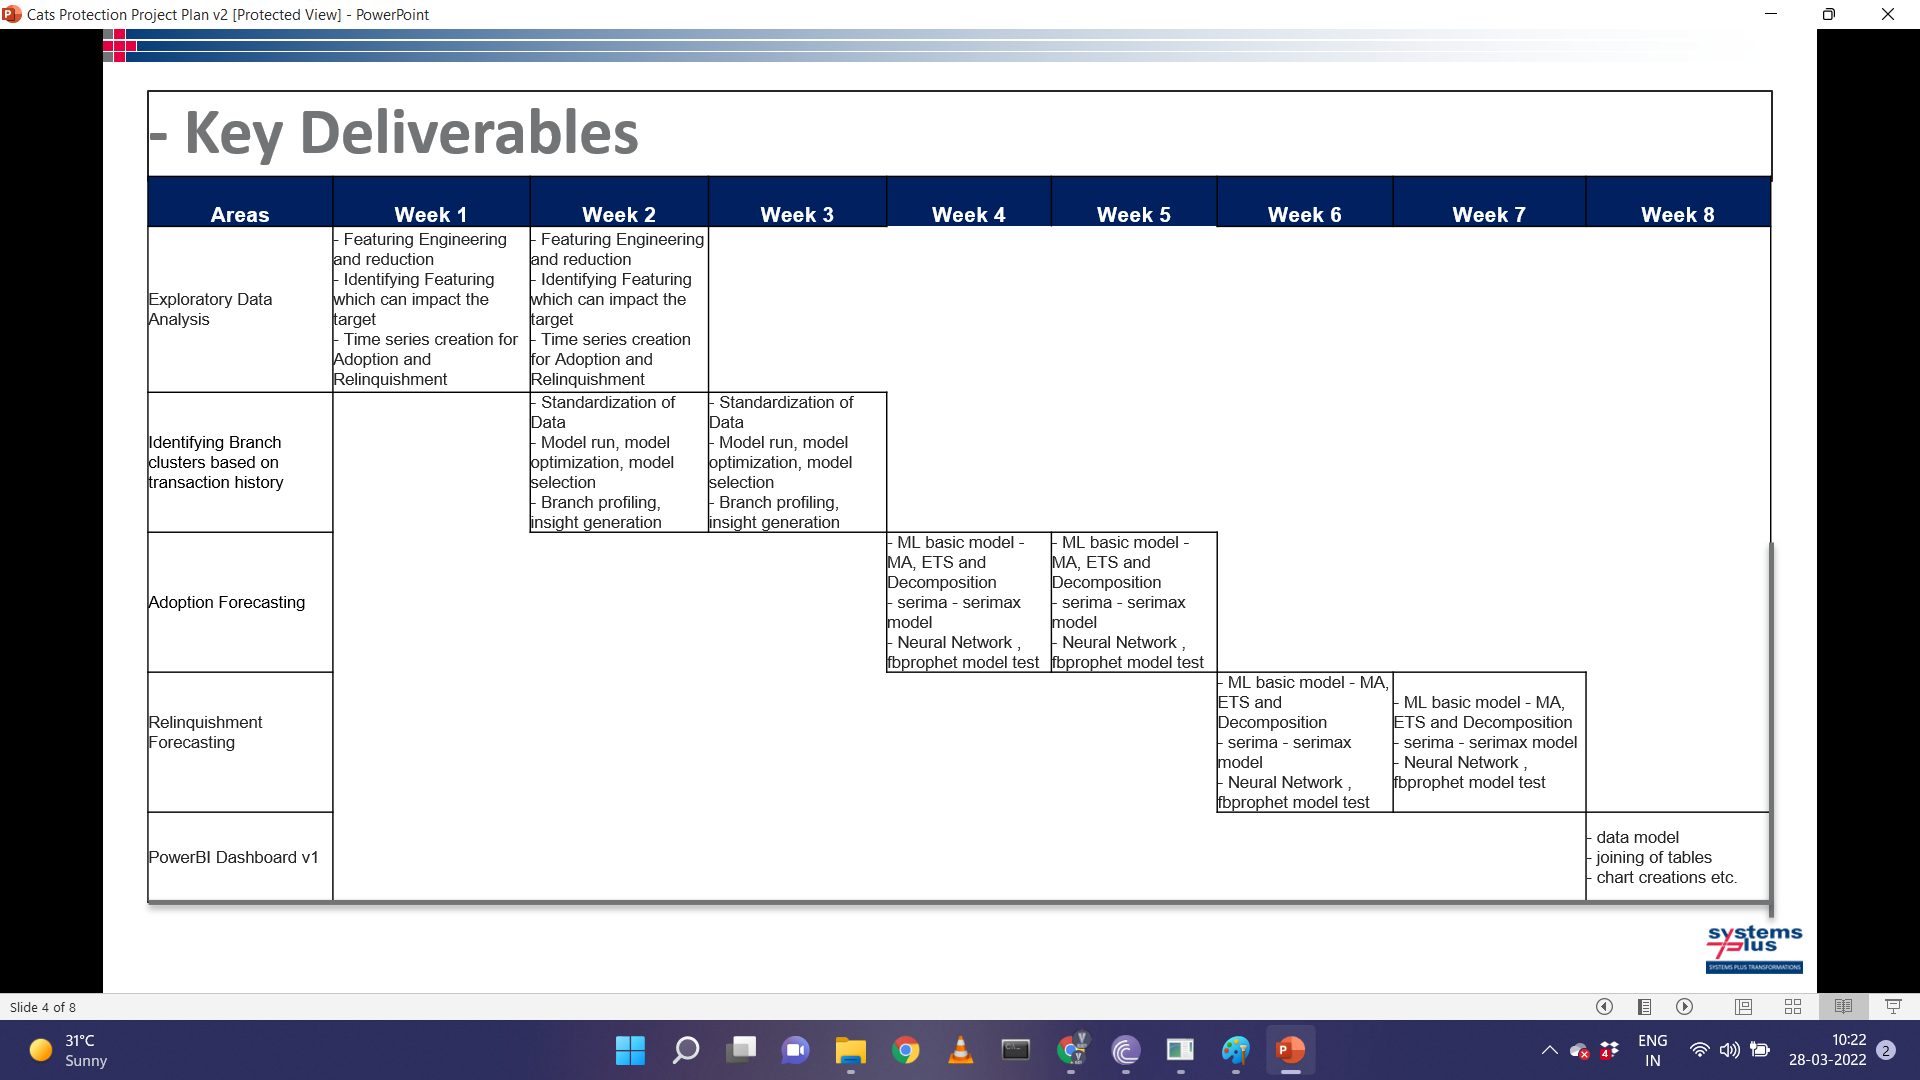 Cats Protection Project Plan v2 [Protected View] - PowerPoint
- Key Deliverables
Areas
Week 1
Week 2
Week 3
Week 4
Week 5
Week 6
Week 7
Week 8
Exploratory Data
Analysis
- Featuring Engineering
and reduction
- Identifying Featuring
which can impact the
target
- Time series creation for
Adoption and
Relinquishment
- Featuring Engineering
and reduction
- Identifying Featuring
which can impact the
target
- Time series creation
for Adoption and
Relinquishment
Identifying Branch
clusters based on
transaction history
- Standardization of
Data
- Model run, model
optimization, model
selection
- Branch profiling,
insight generation
- Standardization of
Data
- Model run, model
optimization, model
selection
- Branch profiling,
insight generation
Adoption Forecasting
- ML basic model -
MA, ETS and
Decomposition
- serima - serimax
model
- Neural Network ,
fbprophet model test
- ML basic model -
MA, ETS and
Decomposition
- serima - serimax
model
- Neural Network ,
fbprophet model test
Relinquishment
Forecasting
- ML basic model - MA,
ETS and
Decomposition
- serima - serimax
model
- Neural Network ,
fbprophet model test
- ML basic model - MA,
ETS and Decomposition
- serima - serimax model
- Neural Network ,
fbprophet model test
PowerBI Dashboard v1
- data model
- joining of tables
- chart creations etc.
systems
plus
SYSTEMS PLUS TRANSFORMATIONS
Slide 4 of 8
31°C
Sunny
V
V
4
ENG
IN
10:22
28-03-2022
2